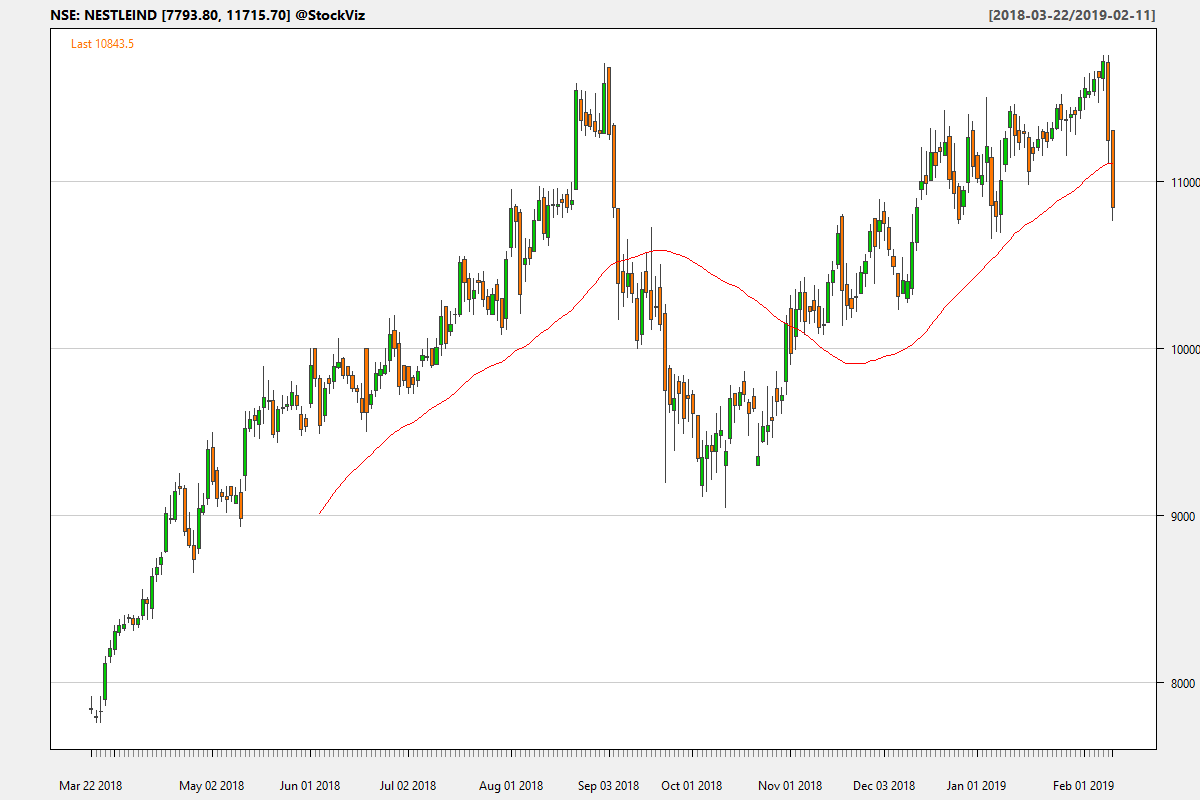 NSE: NESTLEIND [7793.80, 11715.70] @StockViz
[2018-03-22/2019-02-11]
Last 10843.5
11000
10000
9000
8000
Mar 22 2018 May 02 2018 Jun 01 2018 Jul 02 2018 Aug 01 2018 Sep 03 2018 Oct 01 2018 Nov 01 2018 Dec 03 2018 Jan 01 2019 Feb 01 2019